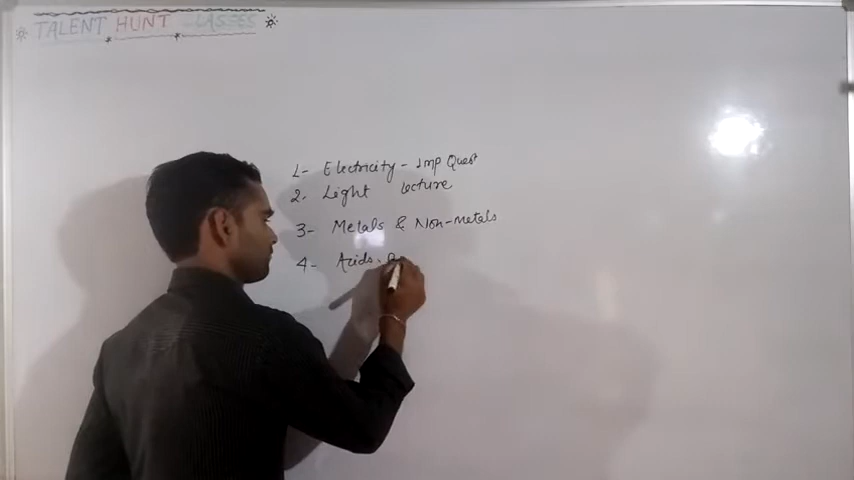 TALENT HUNT CLASSES
1- Electricity - Imp Quest
2. Light lecture
3- Metals & Non-metals
4- Acids,